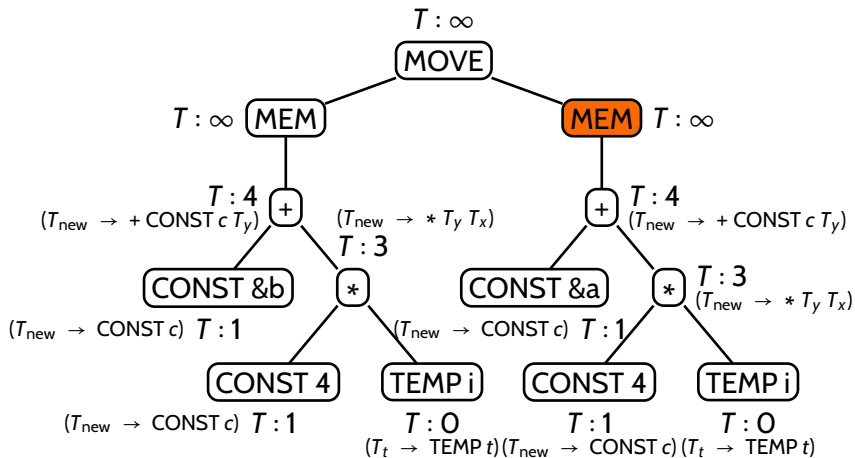 T : ∞
MOVE
T : ∞ MEM MEM T : ∞
T : 4 T : 4
(T_new → + CONST c T_y) + (T_new → * T_y T_x) + (T_new → + CONST c T_y)
T : 3 T : 3
CONST &b * CONST &a * (T_new → * T_y T_x)
(T_new → CONST c) T : 1 (T_new → CONST c) T : 1
CONST 4 TEMP i CONST 4 TEMP i
(T_new → CONST c) T : 1 T : 0 T : 1 T : 0
(T_t → TEMP t) (T_new → CONST c) (T_t → TEMP t)